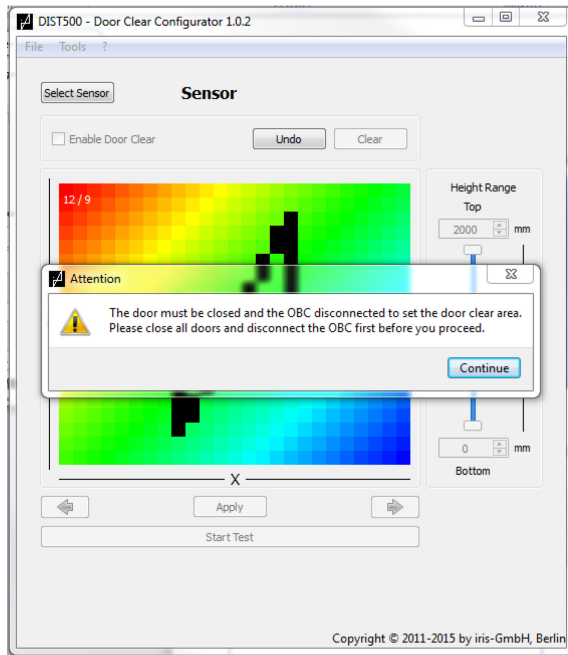 DIST500 - Door Clear Configurator 1.0.2
File Tools ?
Select Sensor
Sensor
Enable Door Clear
Undo
Clear
12 / 9
Height Range
Top
2000 mm
Attention
The door must be closed and the OBC disconnected to set the door clear area.
Please close all doors and disconnect the OBC first before you proceed.
Continue
0 mm
Bottom
X
Apply
Start Test
Copyright © 2011-2015 by iris-GmbH, Berlin